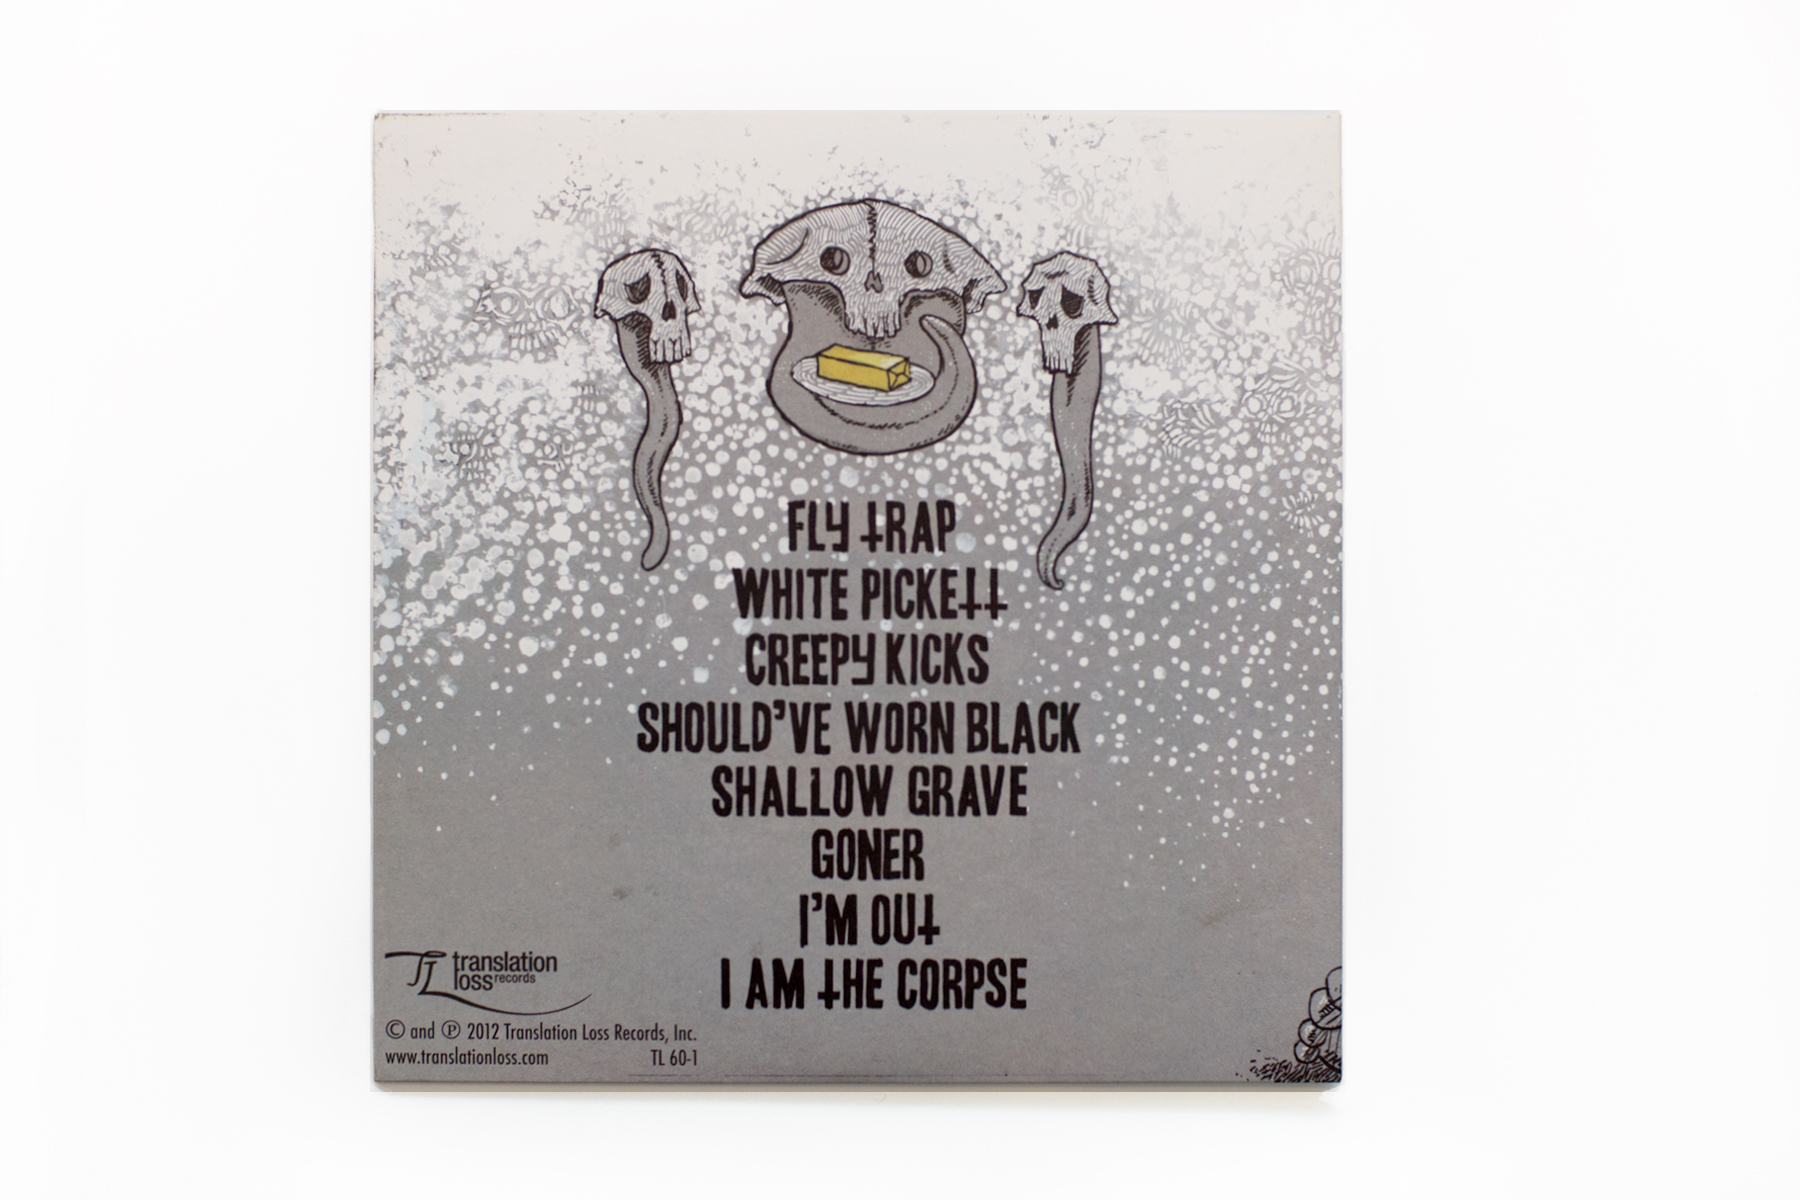 FLY TRAP
WHITE PICKETT
CREEPY KICKS
SHOULD'VE WORN BLACK
SHALLOW GRAVE
GONER
I'M OUT
I AM THE CORPSE
TL translation
loss records
© and ℗ 2012 Translation Loss Records, Inc.
www.translationloss.com TL 60-1